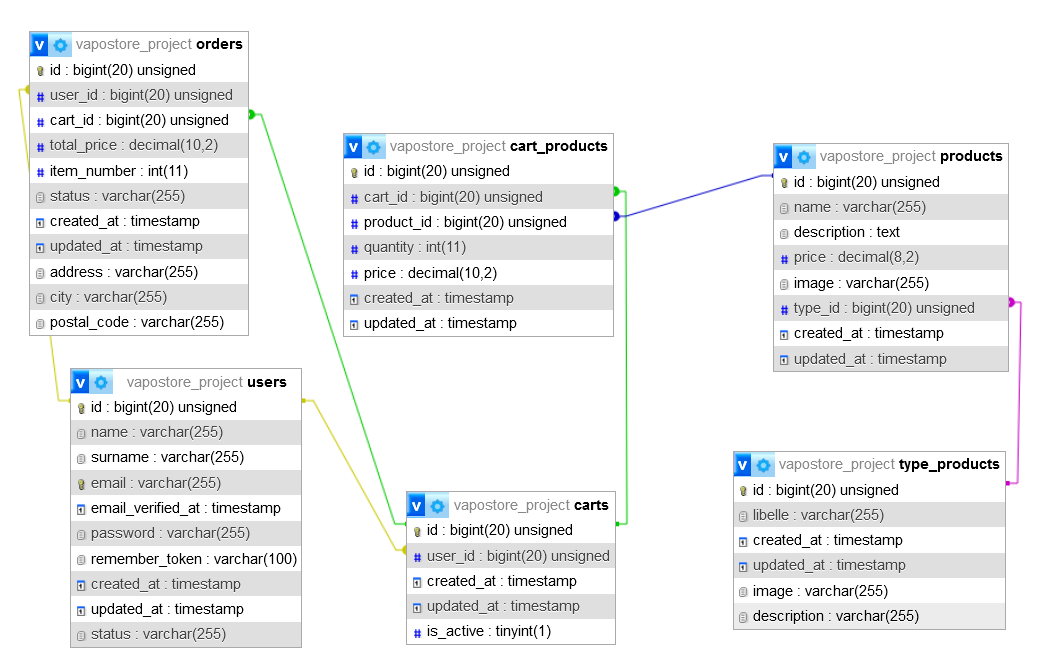 v vapostore_project orders
id : bigint(20) unsigned
# user_id : bigint(20) unsigned
# cart_id : bigint(20) unsigned
# total_price : decimal(10,2)
# item_number : int(11)
status : varchar(255)
created_at : timestamp
updated_at : timestamp
address : varchar(255)
city : varchar(255)
postal_code : varchar(255)
v vapostore_project cart_products
id : bigint(20) unsigned
# cart_id : bigint(20) unsigned
# product_id : bigint(20) unsigned
# quantity : int(11)
# price : decimal(10,2)
created_at : timestamp
updated_at : timestamp
v vapostore_project products
id : bigint(20) unsigned
name : varchar(255)
description : text
# price : decimal(8,2)
image : varchar(255)
# type_id : bigint(20) unsigned
created_at : timestamp
updated_at : timestamp
v vapostore_project users
id : bigint(20) unsigned
name : varchar(255)
surname : varchar(255)
email : varchar(255)
email_verified_at : timestamp
password : varchar(255)
remember_token : varchar(100)
created_at : timestamp
updated_at : timestamp
status : varchar(255)
v vapostore_project carts
id : bigint(20) unsigned
# user_id : bigint(20) unsigned
created_at : timestamp
updated_at : timestamp
# is_active : tinyint(1)
v vapostore_project type_products
id : bigint(20) unsigned
libelle : varchar(255)
created_at : timestamp
updated_at : timestamp
image : varchar(255)
description : varchar(255)